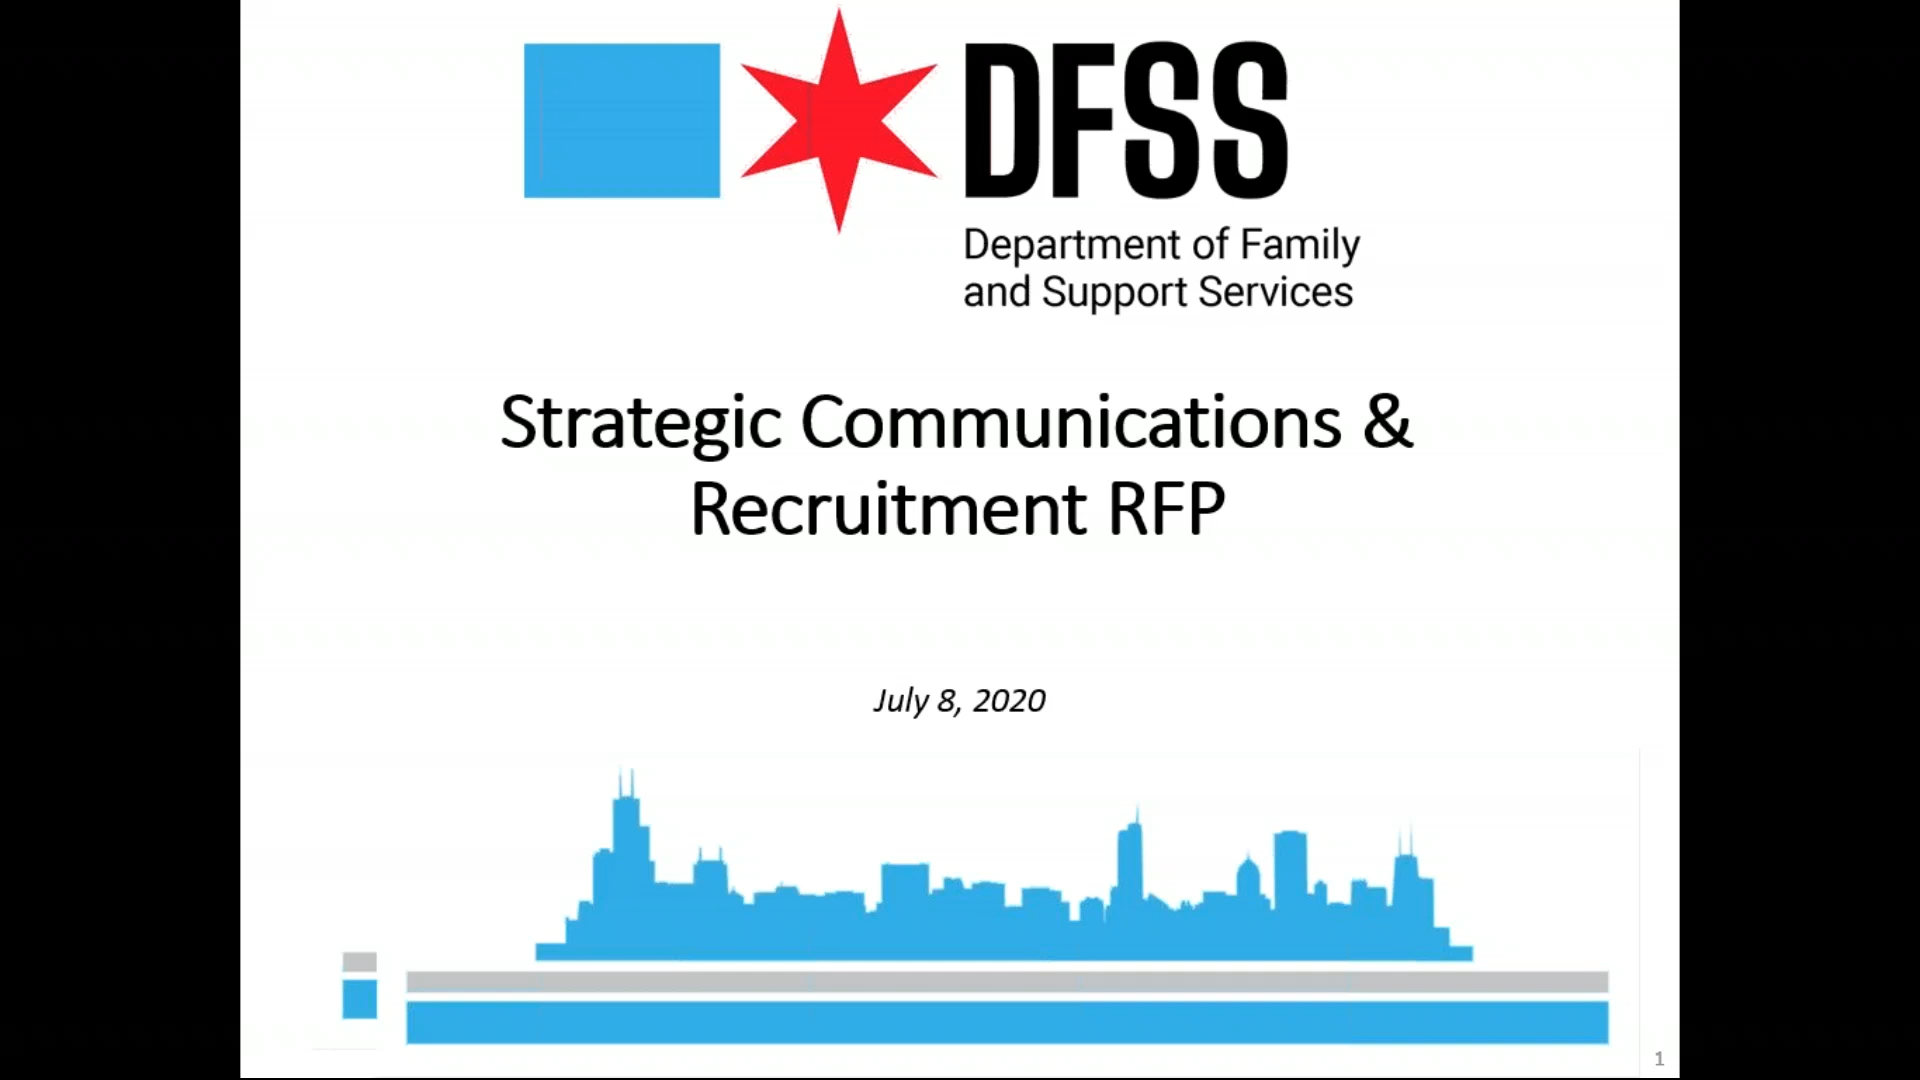 DFSS
Department of Family
and Support Services
Strategic Communications &
Recruitment RFP
July 8, 2020
1